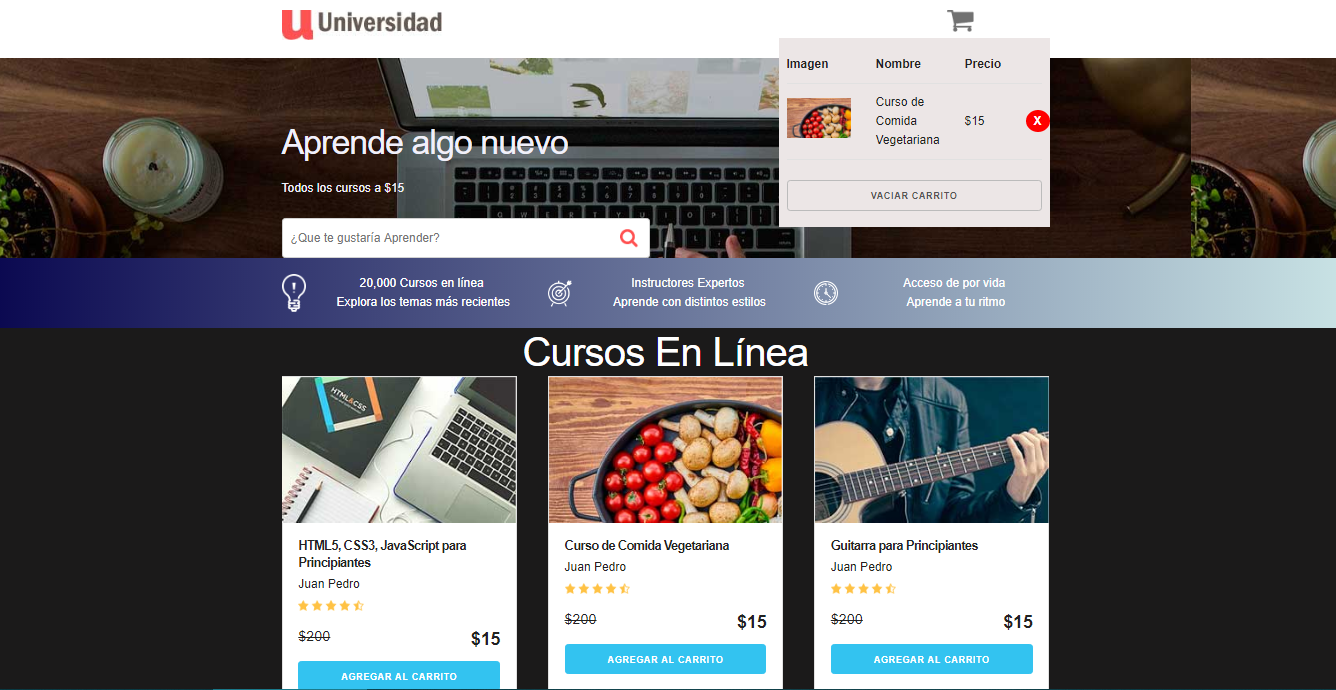 u Universidad
Imagen Nombre Precio
Curso de
Comida
Vegetariana
$15
X
VACIAR CARRITO
Aprende algo nuevo
Todos los cursos a $15
¿Que te gustaría Aprender?
20,000 Cursos en línea
Explora los temas más recientes
Instructores Expertos
Aprende con distintos estilos
Acceso de por vida
Aprende a tu ritmo
Cursos En Línea
HTML&CSS
HTML5, CSS3, JavaScript para
Principiantes
Juan Pedro
$200 $15
AGREGAR AL CARRITO
Curso de Comida Vegetariana
Juan Pedro
$200 $15
AGREGAR AL CARRITO
Guitarra para Principiantes
Juan Pedro
$200 $15
AGREGAR AL CARRITO